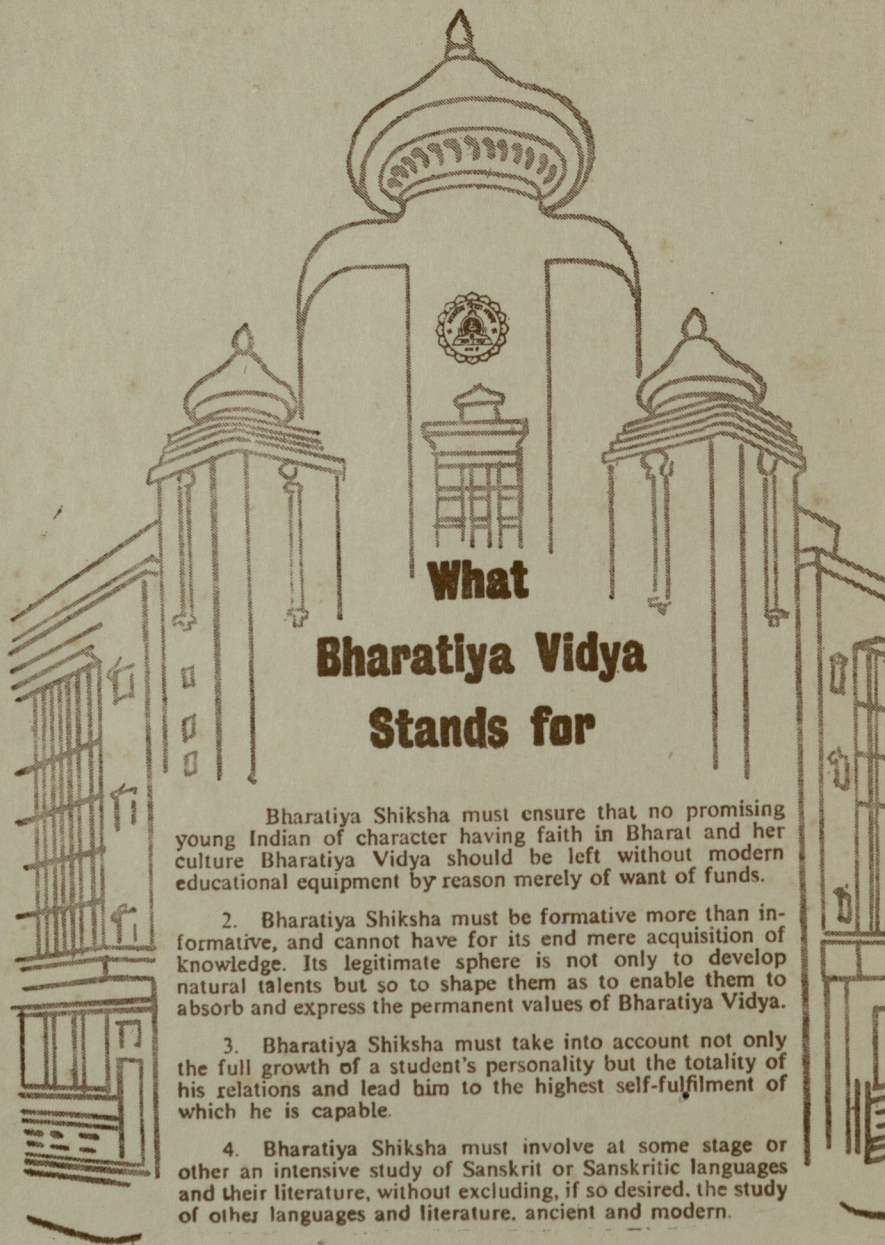 What
Bharatiya Vidya
Stands for
Bharatiya Shiksha must ensure that no promising
young Indian of character having faith in Bharat and her
culture Bharatiya Vidya should be left without modern
educational equipment by reason merely of want of funds.
2. Bharatiya Shiksha must be formative more than in-
formative, and cannot have for its end mere acquisition of
knowledge. Its legitimate sphere is not only to develop
natural talents but so to shape them as to enable them to
absorb and express the permanent values of Bharatiya Vidya.
3. Bharatiya Shiksha must take into account not only
the full growth of a student's personality but the totality of
his relations and lead him to the highest self-fulfilment of
which he is capable.
4. Bharatiya Shiksha must involve at some stage or
other an intensive study of Sanskrit or Sanskritic languages
and their literature, without excluding, if so desired. the study
of other languages and literature. ancient and modern.